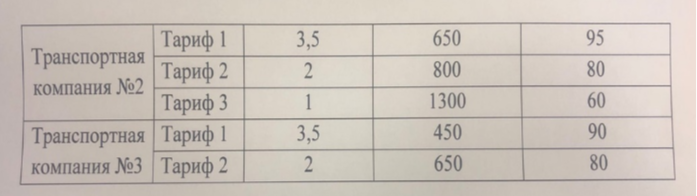 Транспортная компания №2
Тариф 1 3,5 650 95
Тариф 2 2 800 80
Тариф 3 1 1300 60
Транспортная компания №3
Тариф 1 3,5 450 90
Тариф 2 2 650 80